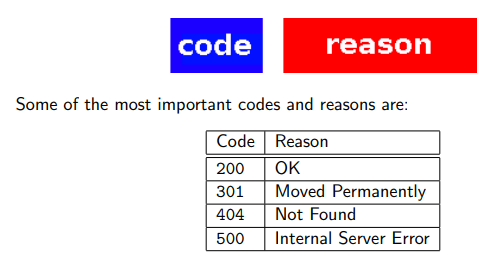 code reason
Some of the most important codes and reasons are:
Code Reason
200 OK
301 Moved Permanently
404 Not Found
500 Internal Server Error